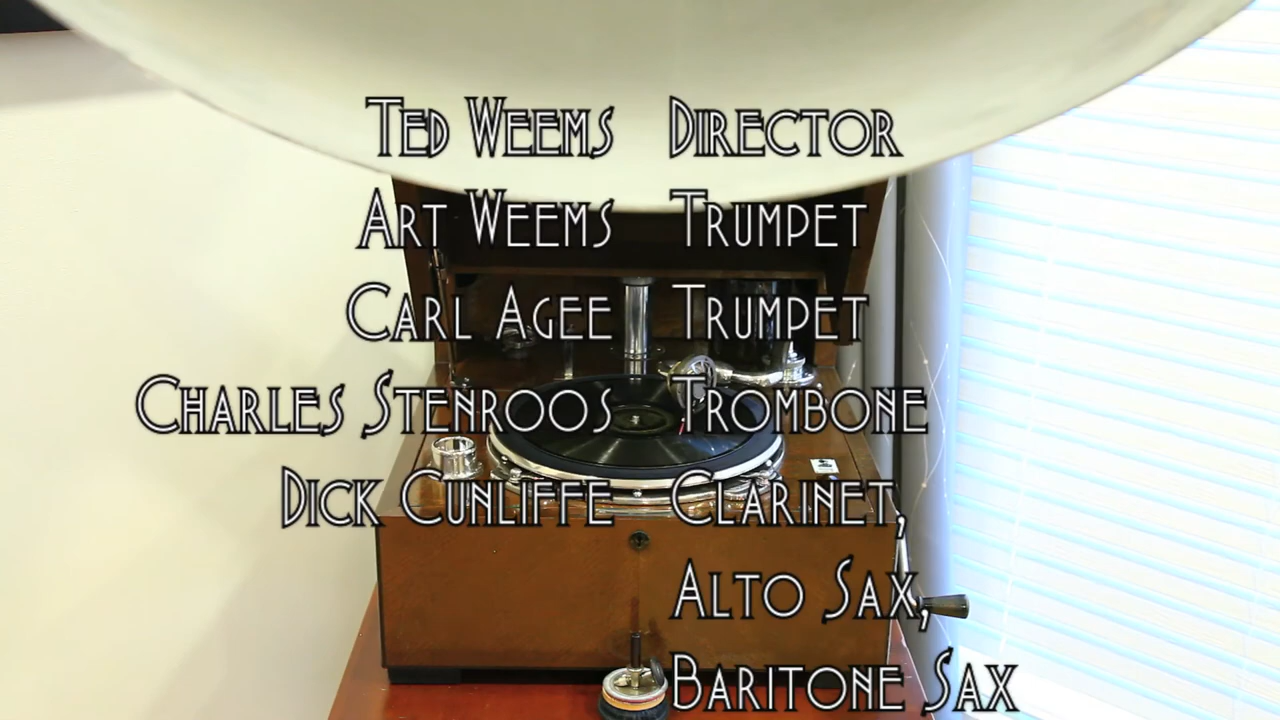 Ted Weems Director
Art Weems Trumpet
Carl Agee Trumpet
Charles Stenroos Trombone
Dick Cunliffe Clarinet,
Alto Sax,
Baritone Sax